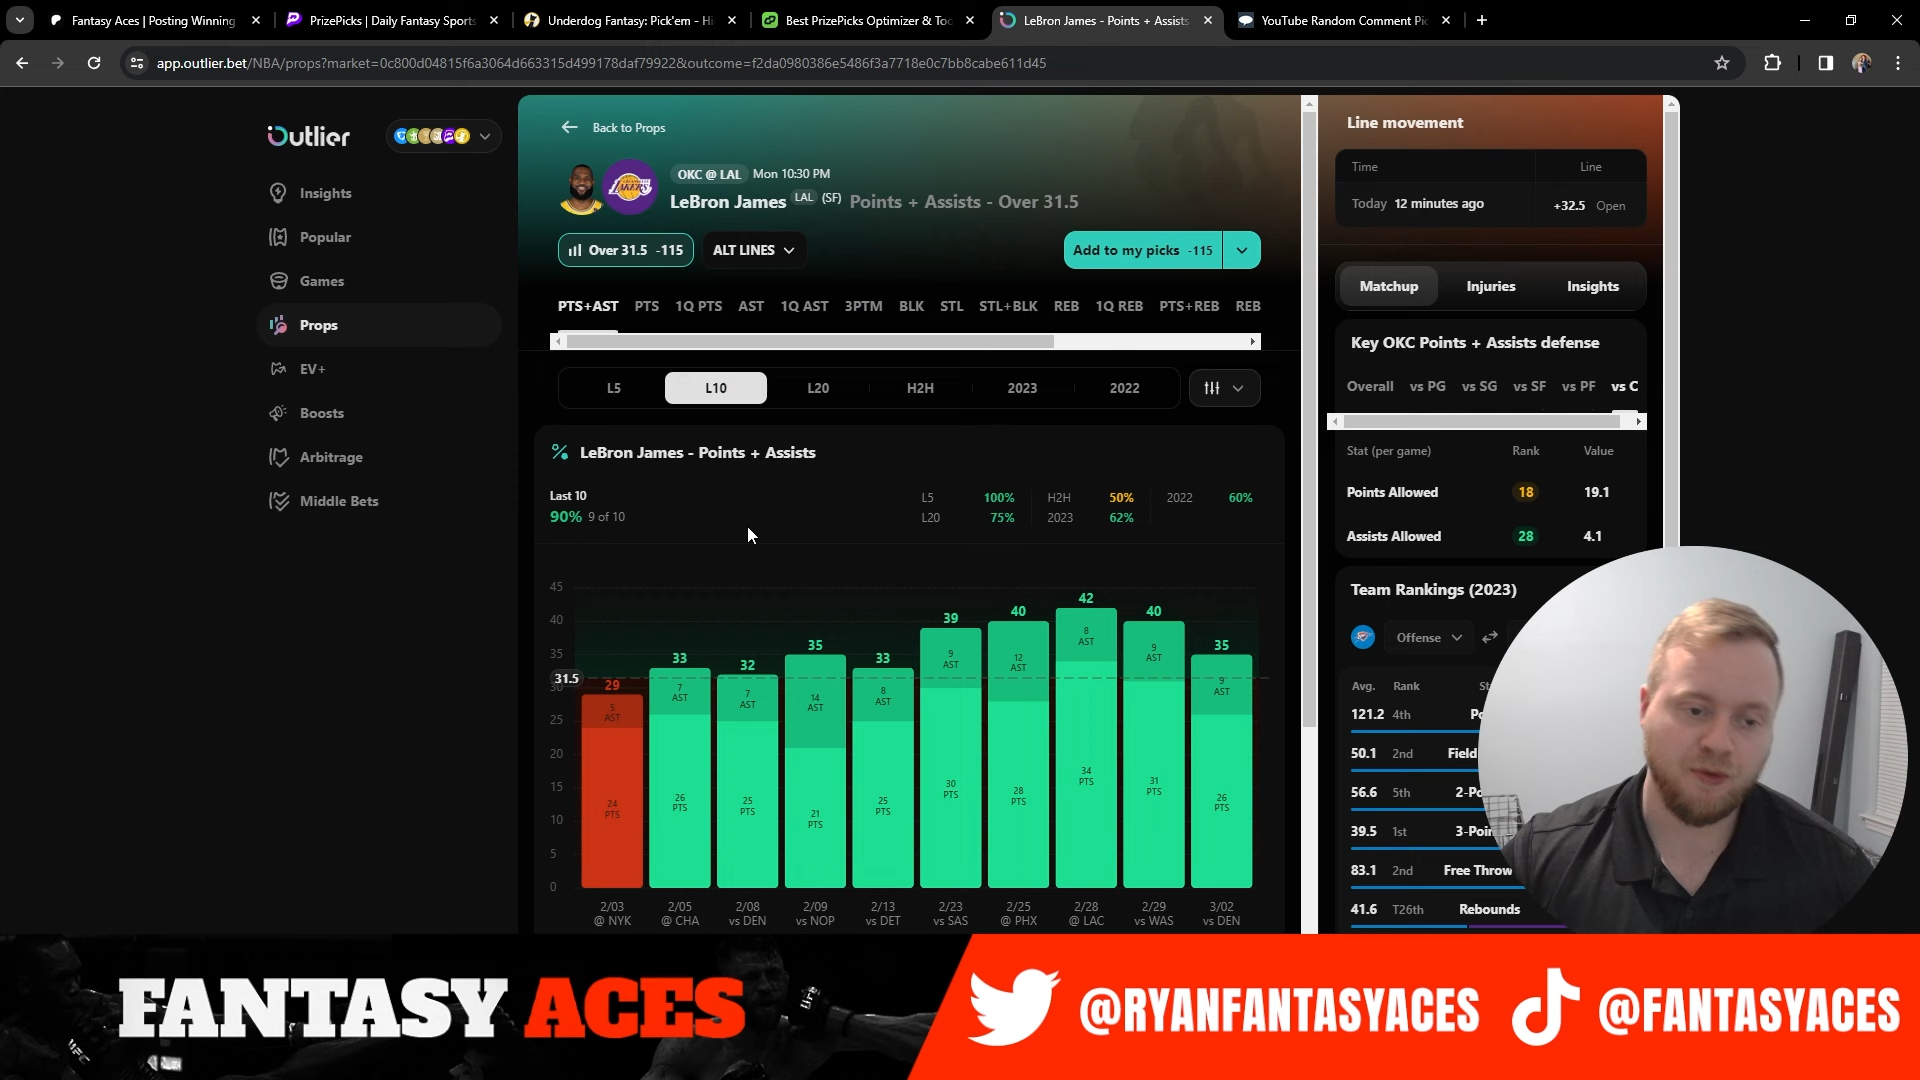 Fantasy Aces | Posting Winning
PrizePicks | Daily Fantasy Sports
Underdog Fantasy: Pick'em - Hi
Best PrizePicks Optimizer & Too
LeBron James - Points + Assists
YouTube Random Comment Pic
app.outlier.bet/NBA/props?market=0c800d04815f6a3064d663315d499178daf79922&outcome=f2da0980386e5486f3a7718e0c7bb8cabe611d45
Outlier
Insights
Popular
Games
Props
EV+
Boosts
Arbitrage
Middle Bets
Back to Props
OKC @ LAL Mon 10:30 PM
LeBron James LAL (SF) Points + Assists - Over 31.5
Over 31.5 -115
ALT LINES
Add to my picks -115
PTS+AST PTS 1Q PTS AST 1Q AST 3PTM BLK STL STL+BLK REB 1Q REB PTS+REB REB
L5 L10 L20 H2H 2023 2022
LeBron James - Points + Assists
Last 10
90% 9 of 10
L5 100% H2H 50% 2022 60%
L20 75% 2023 62%
45
40
35
30
25
20
15
10
5
0
31.5
29
5 AST
24 PTS
33
7 AST
26 PTS
32
7 AST
25 PTS
35
14 AST
21 PTS
33
8 AST
25 PTS
39
9 AST
30 PTS
40
12 AST
28 PTS
42
8 AST
34 PTS
40
9 AST
31 PTS
35
9 AST
26 PTS
2/03 2/05 2/08 2/09 2/13 2/23 2/25 2/28 2/29 3/02
@ NYK @ CHA vs DEN vs NOP vs DET vs SAS @ PHX @ LAC vs WAS vs DEN
Line movement
Time Line
Today 12 minutes ago +32.5 Open
Matchup Injuries Insights
Key OKC Points + Assists defense
Overall vs PG vs SG vs SF vs PF vs C
Stat (per game) Rank Value
Points Allowed 18 19.1
Assists Allowed 28 4.1
Team Rankings (2023)
Offense
Avg. Rank
121.2 4th
50.1 2nd Field
56.6 5th
39.5 1st
83.1 2nd Free Throw
41.6 T26th Rebounds
FANTASY ACES
@RYANFANTASYACES
@FANTASYACES